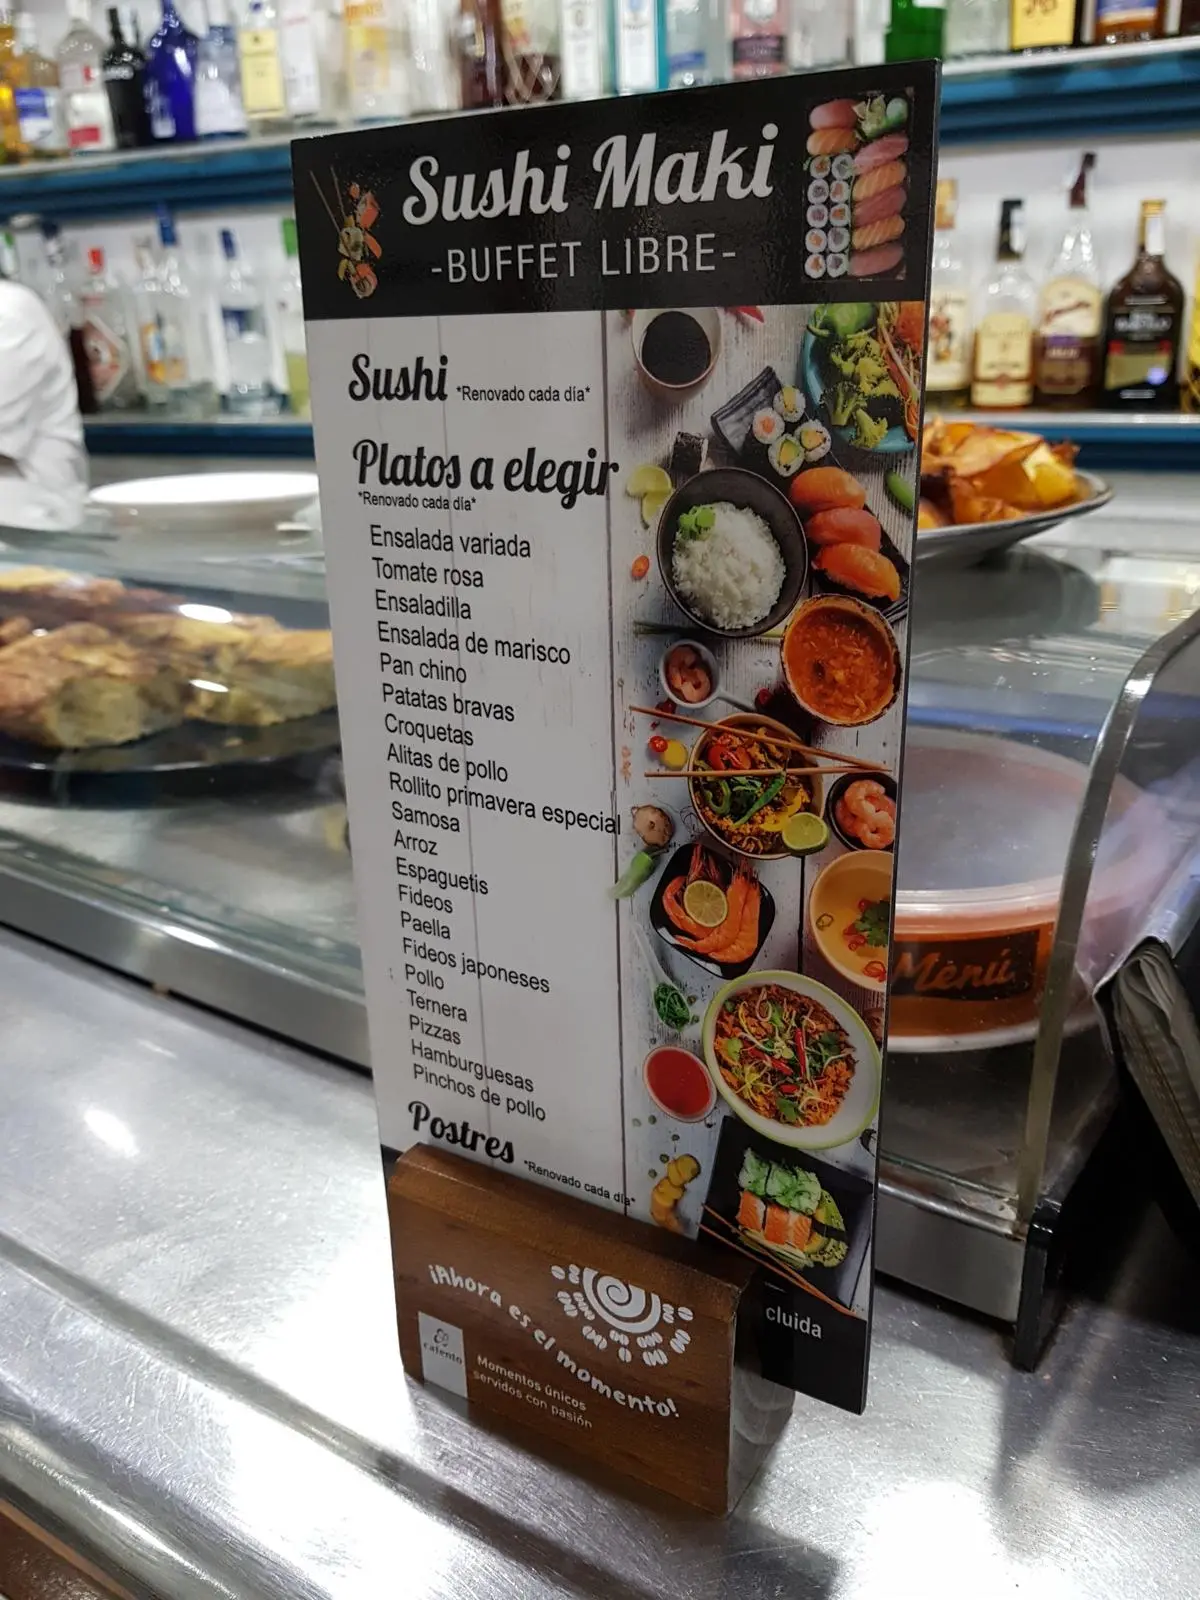 Sushi Maki
-BUFFET LIBRE-
Sushi *Renovado cada día*
Platos a elegir
*Renovado cada día*
Ensalada variada
Tomate rosa
Ensaladilla
Ensalada de marisco
Pan chino
Patatas bravas
Croquetas
Alitas de pollo
Rollito primavera especial
Samosa
Arroz
Espaguetis
Fideos
Paella
Fideos japoneses
Pollo
Ternera
Pizzas
Hamburguesas
Pinchos de pollo
Postres *Renovado cada día*
cluida
¡Ahora es el momento!
cafento
Momentos únicos
servidos con pasión
Menú